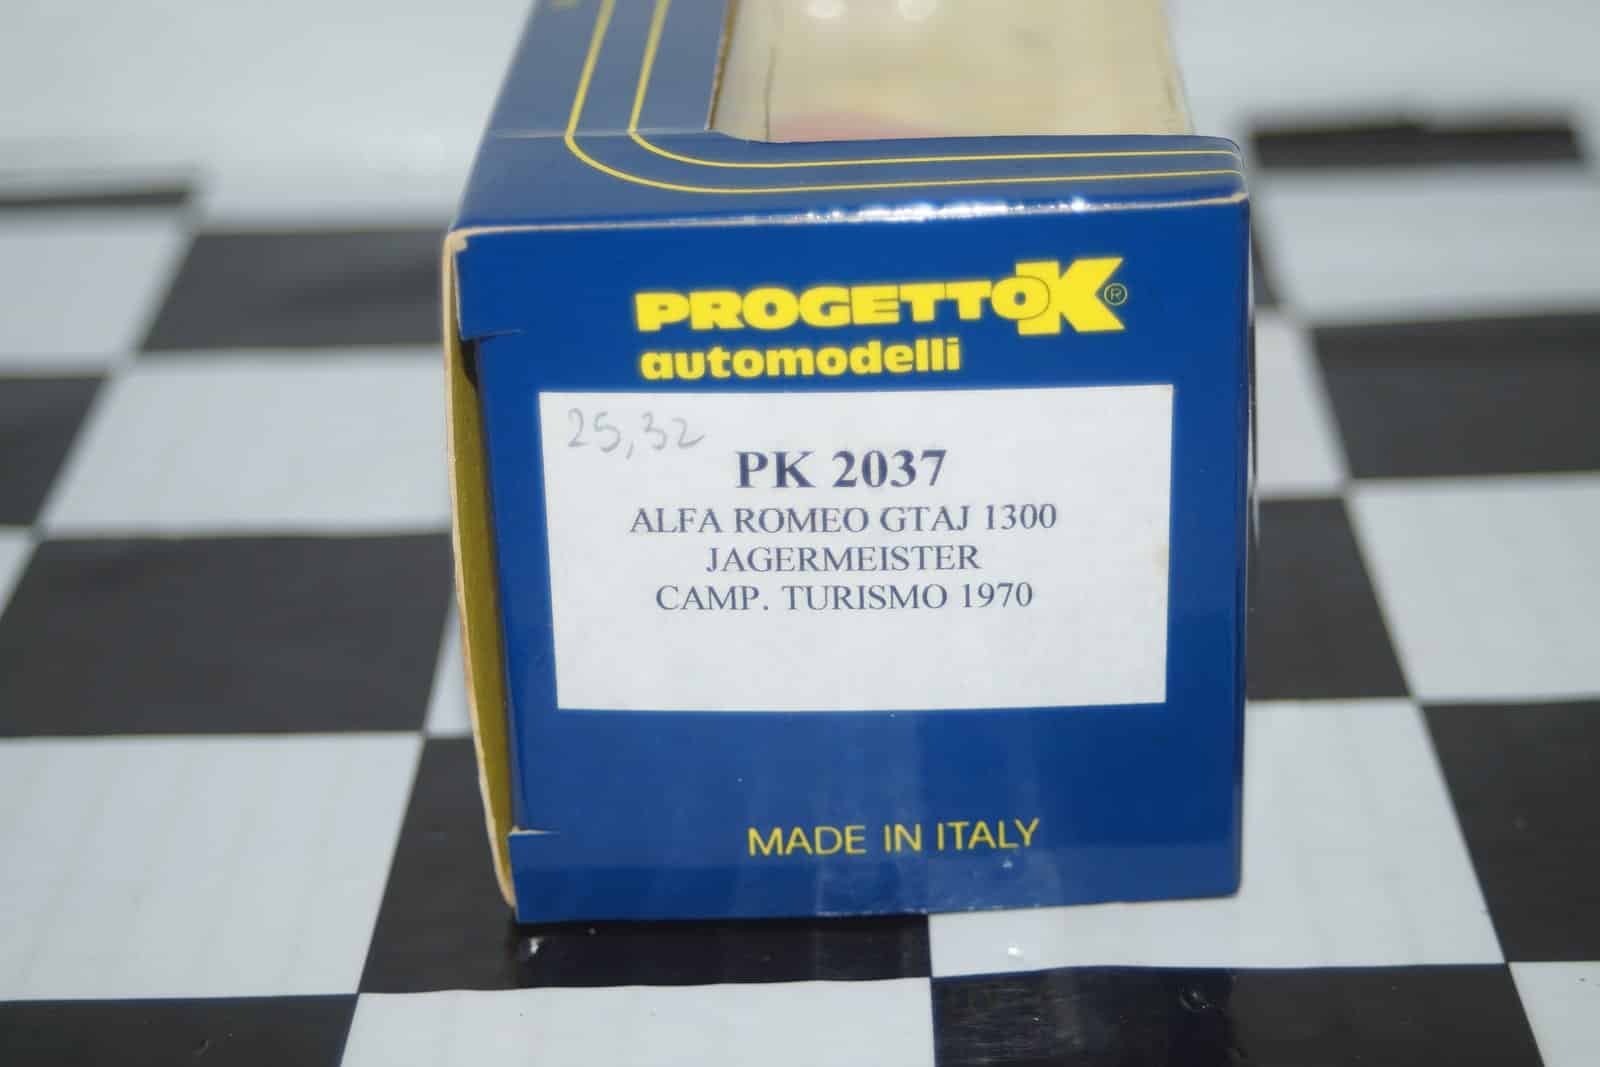 PROGETTO K®
automodelli
25,32
PK 2037
ALFA ROMEO GTAJ 1300
JAGERMEISTER
CAMP. TURISMO 1970
MADE IN ITALY